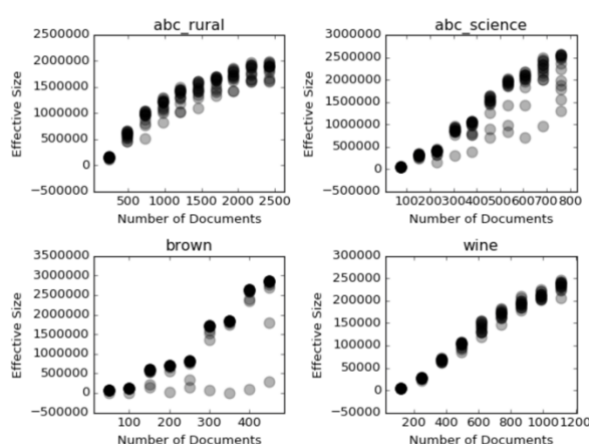 abc_rural
2500000
2000000
1500000
1000000
500000
0
−500000
Effective Size
500 1000 1500 2000 2500
Number of Documents
abc_science
3000000
2500000
2000000
1500000
1000000
500000
0
−500000
Effective Size
100200300400500600700 800
Number of Documents
brown
3500000
3000000
2500000
2000000
1500000
1000000
500000
0
−500000
Effective Size
100 200 300 400
Number of Documents
wine
300000
250000
200000
150000
100000
50000
0
−50000
Effective Size
200 400 600 800 10001200
Number of Documents